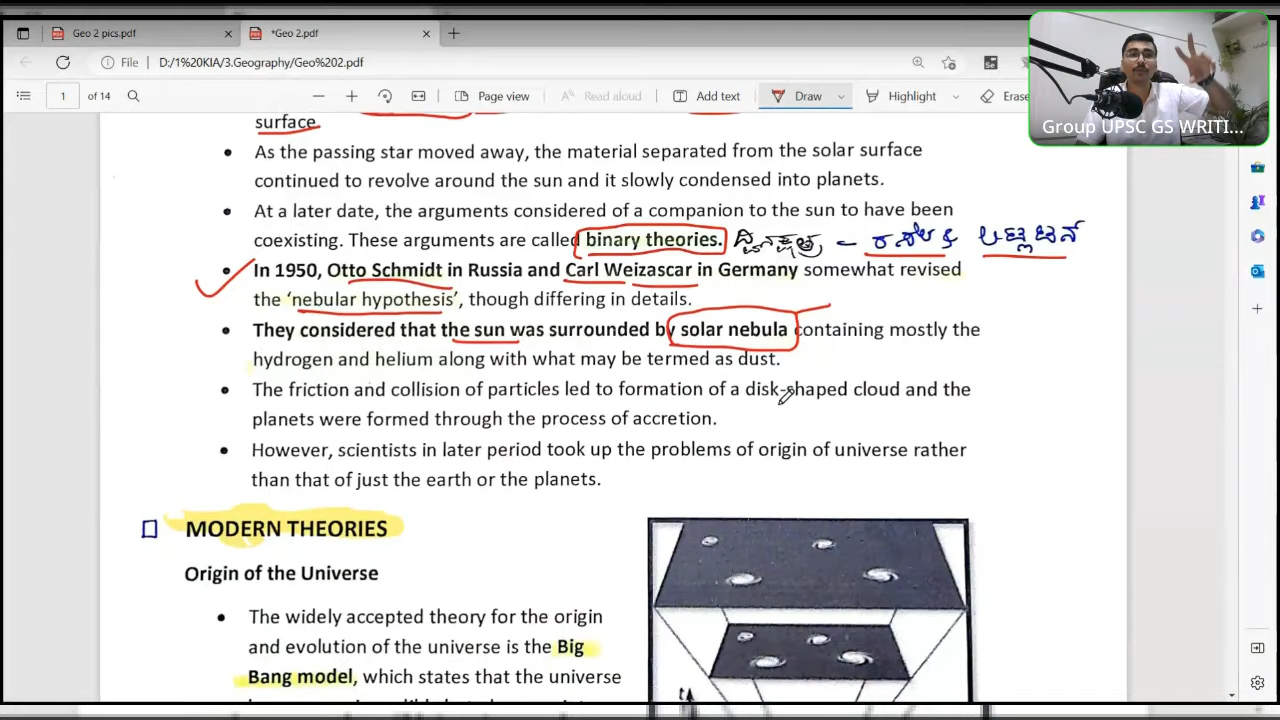 Geo 2 pics.pdf
*Geo 2.pdf
File
D:/1%20KIA/3.Geography/Geo%202.pdf
1 of 14
Page view
Read aloud
Add text
Draw
Highlight
Erase
Group UPSC GS WRITI...
surface.
• As the passing star moved away, the material separated from the solar surface
continued to revolve around the sun and it slowly condensed into planets.
• At a later date, the arguments considered of a companion to the sun to have been
coexisting. These arguments are called binary theories.
• In 1950, Otto Schmidt in Russia and Carl Weizascar in Germany somewhat revised
the ‘nebular hypothesis’, though differing in details.
• They considered that the sun was surrounded by solar nebula containing mostly the
hydrogen and helium along with what may be termed as dust.
• The friction and collision of particles led to formation of a disk-shaped cloud and the
planets were formed through the process of accretion.
• However, scientists in later period took up the problems of origin of universe rather
than that of just the earth or the planets.
MODERN THEORIES
Origin of the Universe
• The widely accepted theory for the origin
and evolution of the universe is the Big
Bang model, which states that the universe